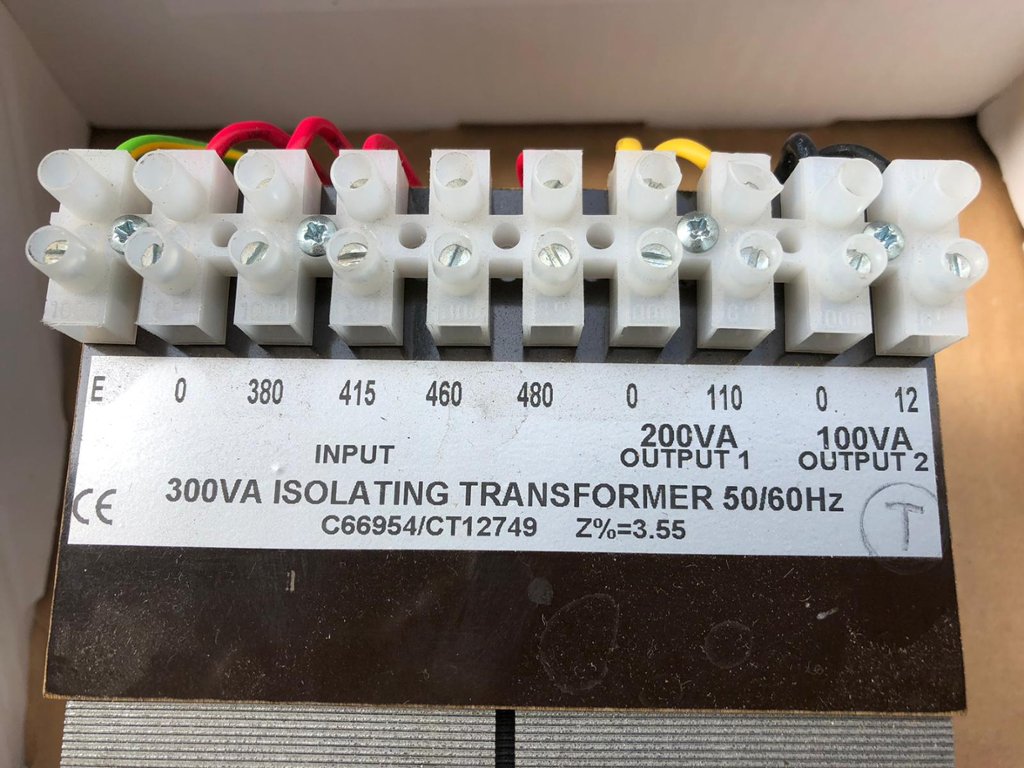 E 0 380 415 460 480 0 110 0 12
200VA 100VA
INPUT OUTPUT 1 OUTPUT 2
300VA ISOLATING TRANSFORMER 50/60Hz
CE
C66954/CT12749 Z%=3.55
T